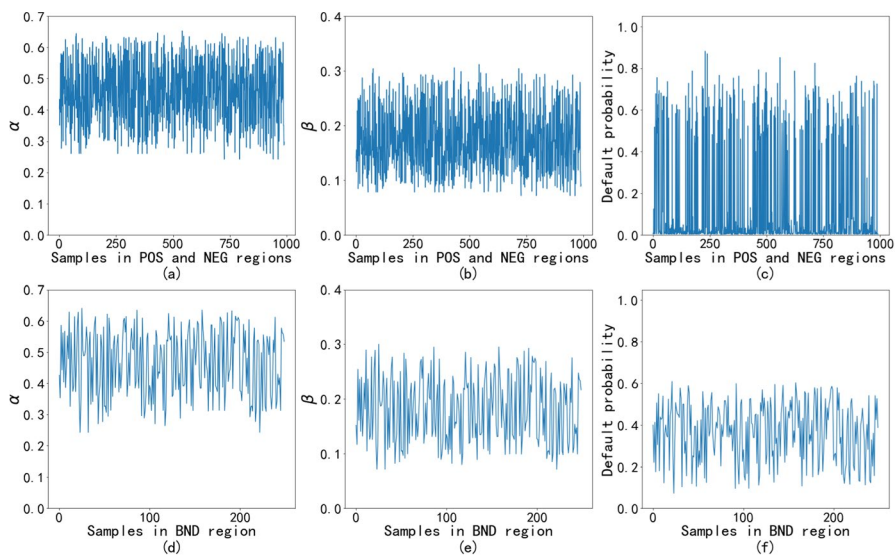 0.7
0.6
0.5
0.4
0.3
0.2
0.1
0.0
α
0 250 500 750 1000
Samples in POS and NEG regions
(a)
0.4
0.3
0.2
0.1
0.0
β
0 250 500 750 1000
Samples in POS and NEG regions
(b)
1.0
0.8
0.6
0.4
0.2
0.0
Default probability
0 250 500 750 1000
Samples in POS and NEG regions
(c)
0.7
0.6
0.5
0.4
0.3
0.2
0.1
0.0
α
0 100 200
Samples in BND region
(d)
0.4
0.3
0.2
0.1
0.0
β
0 100 200
Samples in BND region
(e)
1.0
0.8
0.6
0.4
0.2
0.0
Default probability
0 100 200
Samples in BND region
(f)